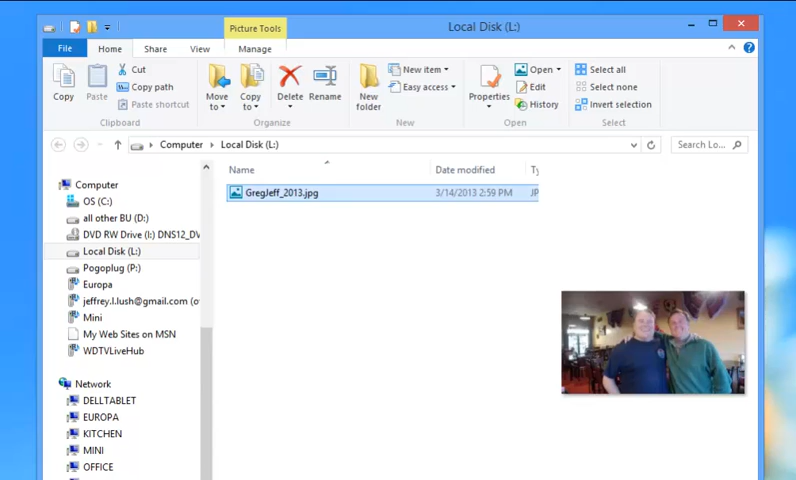 Picture Tools
Local Disk (L:)
File Home Share View Manage
Copy Paste Cut Copy path Paste shortcut
Move to Copy to Delete Rename New folder
New item Easy access
Properties Open Edit History
Select all Select none Invert selection
Clipboard Organize New Open Select
Computer Local Disk (L:) Search Lo...
Name Date modified Ty
GregJeff_2013.jpg 3/14/2013 2:59 PM JP
Computer
OS (C:)
all other BU (D:)
DVD RW Drive (I:) DNS12_DV
Local Disk (L:)
Pogoplug (P:)
Europa
jeffrey.l.lush@gmail.com (o
Mini
My Web Sites on MSN
WDTVLiveHub
Network
DELLTABLET
EUROPA
KITCHEN
MINI
OFFICE